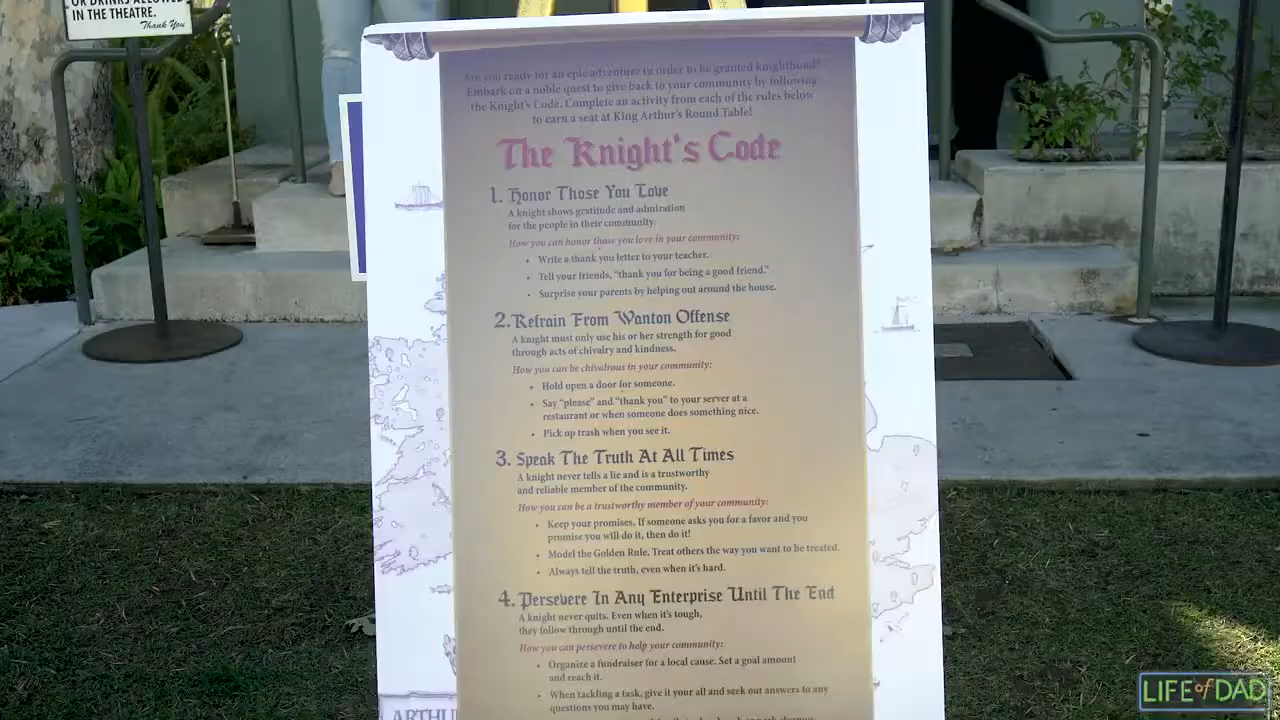 OR DRINKS ALLOWED
IN THE THEATRE.
Thank You
Are you ready for an epic adventure in order to be granted knighthood?
Embark on a noble quest to give back to your community by following
the Knight's Code. Complete an activity from each of the rules below
to earn a seat at King Arthur's Round Table!
The Knight's Code
1. Honor Those You Love
A knight shows gratitude and admiration
for the people in their community.
How you can honor those you love in your community:
• Write a thank you letter to your teacher.
• Tell your friends, "thank you for being a good friend."
• Surprise your parents by helping out around the house.
2. Refrain From Wanton Offense
A knight must only use his or her strength for good
through acts of chivalry and kindness.
How you can be chivalrous in your community:
• Hold open a door for someone.
• Say "please" and "thank you" to your server at a
restaurant or when someone does something nice.
• Pick up trash when you see it.
3. Speak The Truth At All Times
A knight never tells a lie and is a trustworthy
and reliable member of the community.
How you can be a trustworthy member of your community:
• Keep your promises. If someone asks you for a favor and you
promise you will do it, then do it!
• Model the Golden Rule. Treat others the way you want to be treated.
• Always tell the truth, even when it's hard.
4. Persevere In Any Enterprise Until The End
A knight never quits. Even when it's tough,
they follow through until the end.
How you can persevere to help your community:
• Organize a fundraiser for a local cause. Set a goal amount
and reach it.
• When tackling a task, give it your all and seek out answers to any
questions you may have.
ARTHU
LIFE of DAD